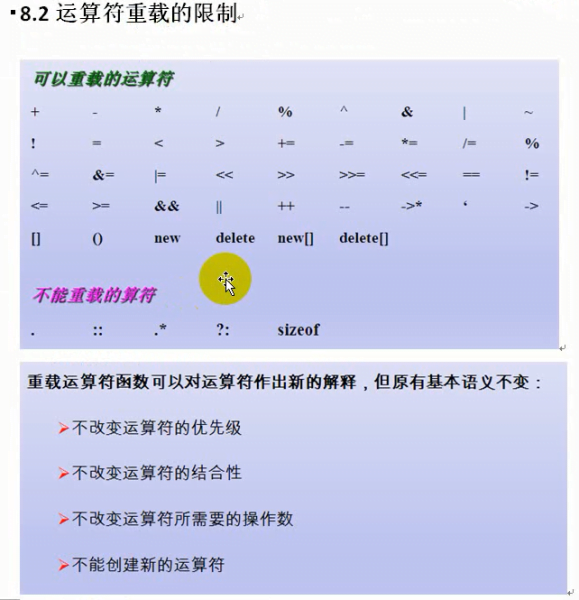 ▪8.2 运算符重载的限制
可以重载的运算符
+ - * / % ^ & | ~
! = < > += -= *= /= %
^= &= |= << >> >>= <<= == !=
<= >= && || ++ -- ->* ‘ ->
[] () new delete new[] delete[]
不能重载的算符
. :: .* ?: sizeof
重载运算符函数可以对运算符作出新的解释，但原有基本语义不变：
➢不改变运算符的优先级
➢不改变运算符的结合性
➢不改变运算符所需要的操作数
➢不能创建新的运算符